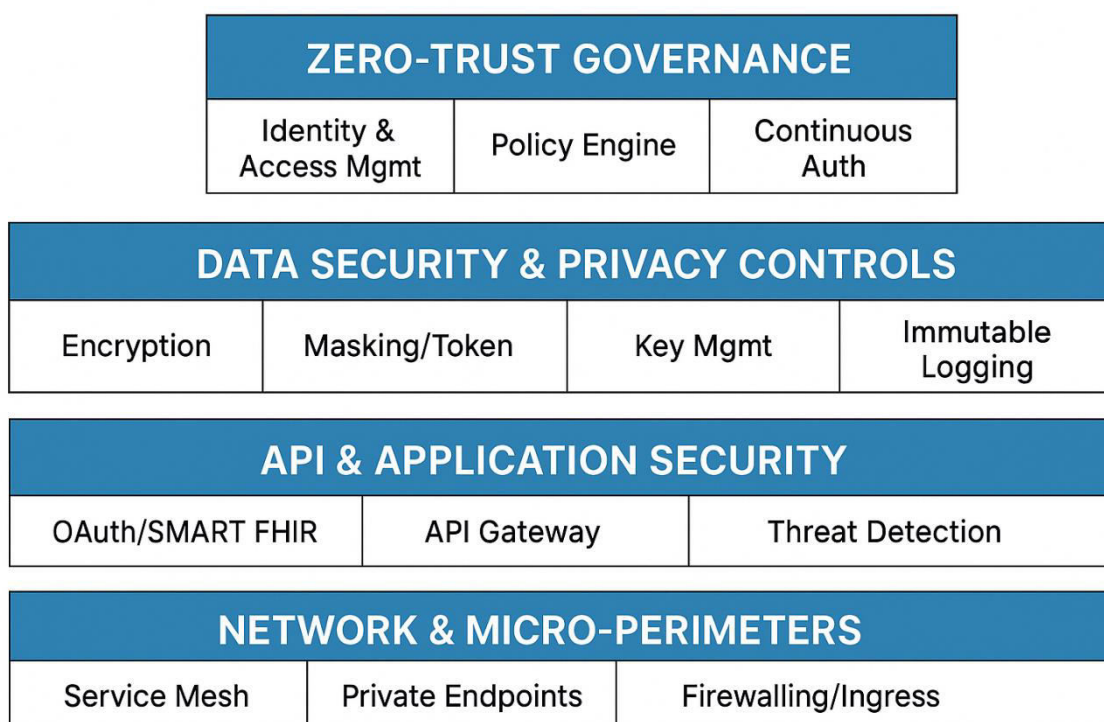 ZERO-TRUST GOVERNANCE
Identity &
Access Mgmt
Policy Engine
Continuous
Auth
DATA SECURITY & PRIVACY CONTROLS
Encryption
Masking/Token
Key Mgmt
Immutable
Logging
API & APPLICATION SECURITY
OAuth/SMART FHIR
API Gateway
Threat Detection
NETWORK & MICRO-PERIMETERS
Service Mesh
Private Endpoints
Firewalling/Ingress